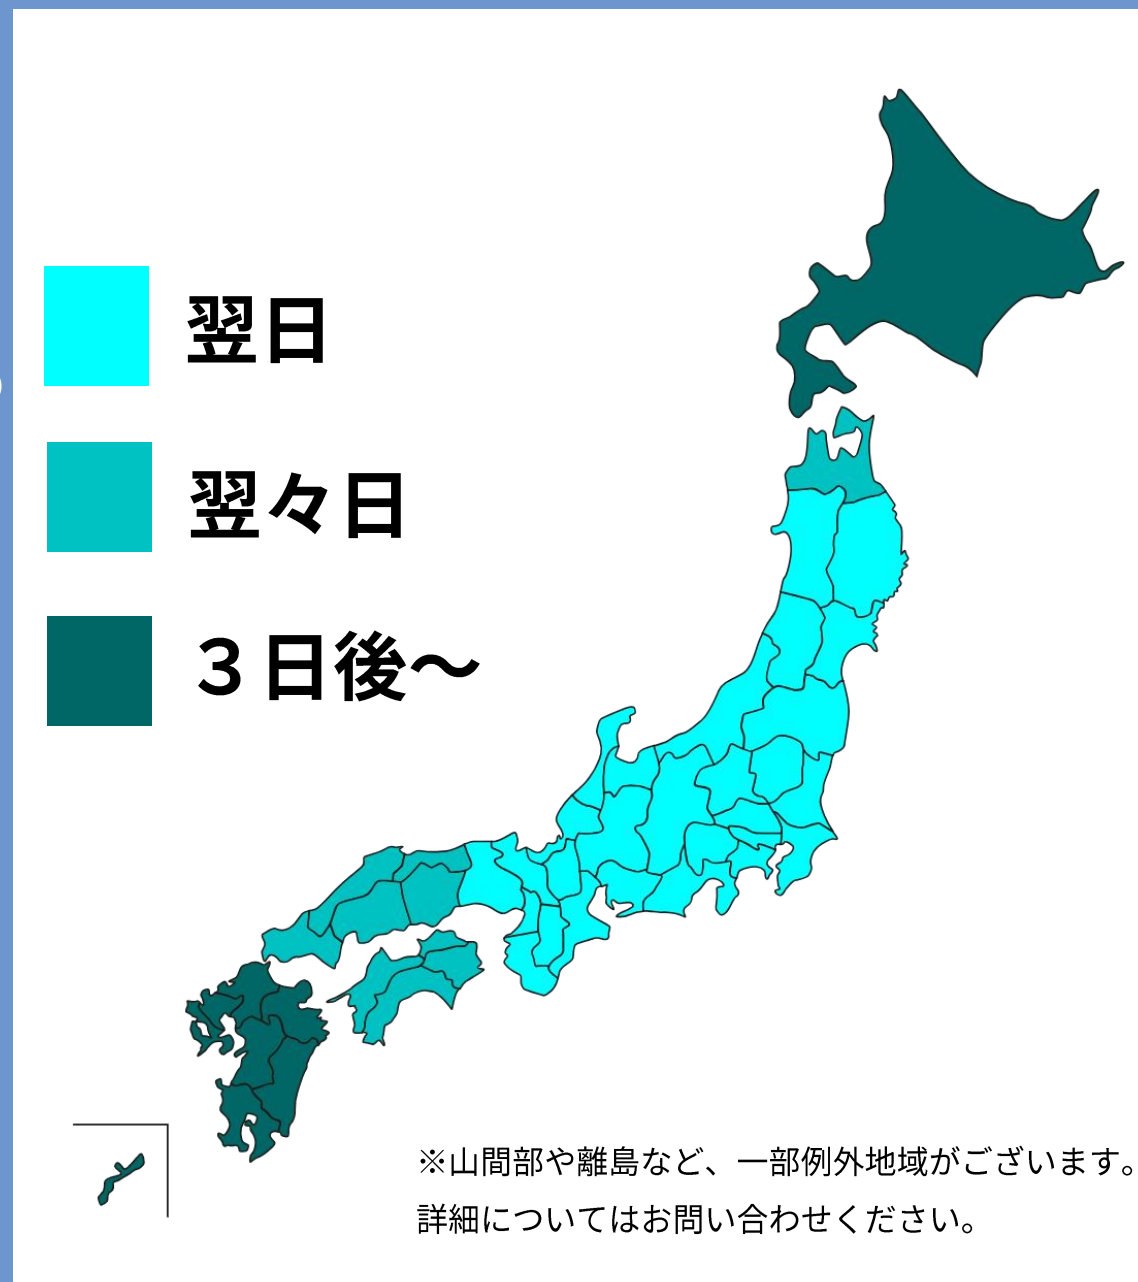 翌日
翌々日
３日後～
※山間部や離島など、一部例外地域がございます。
詳細についてはお問い合わせください。